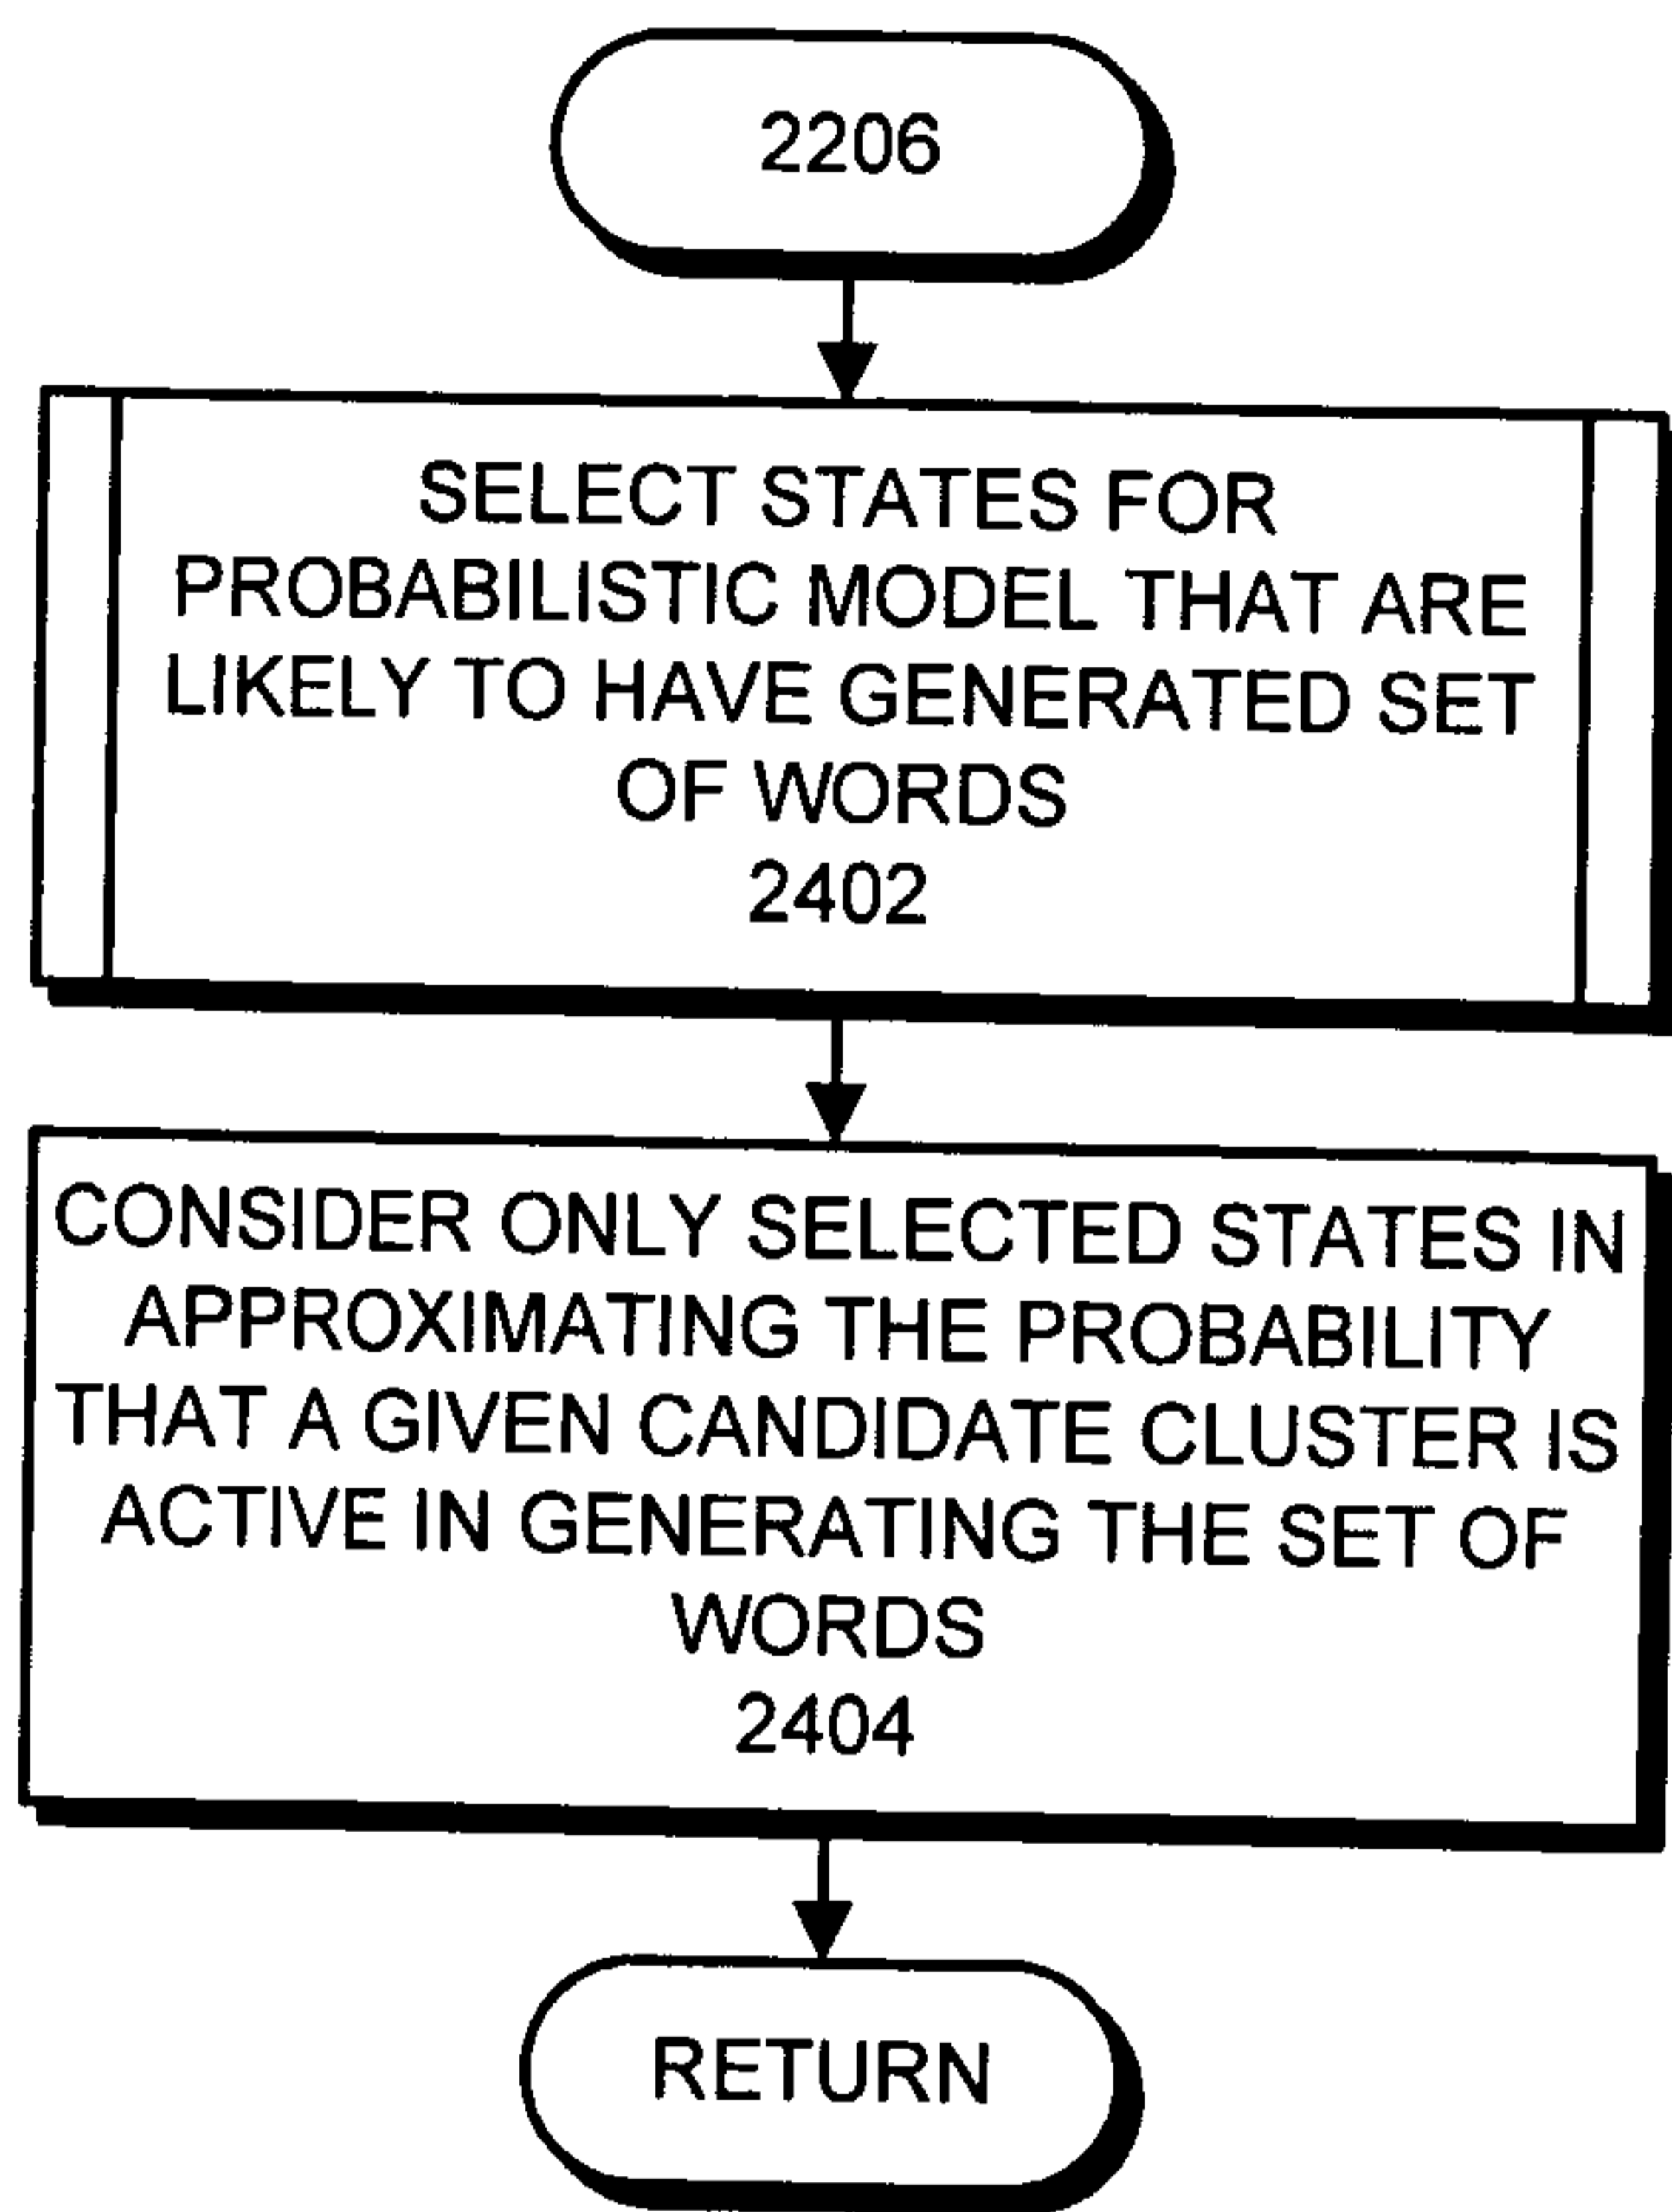 2206
SELECT STATES FOR
PROBABILISTIC MODEL THAT ARE
LIKELY TO HAVE GENERATED SET
OF WORDS
2402
CONSIDER ONLY SELECTED STATES IN
APPROXIMATING THE PROBABILITY
THAT A GIVEN CANDIDATE CLUSTER IS
ACTIVE IN GENERATING THE SET OF
WORDS
2404
RETURN